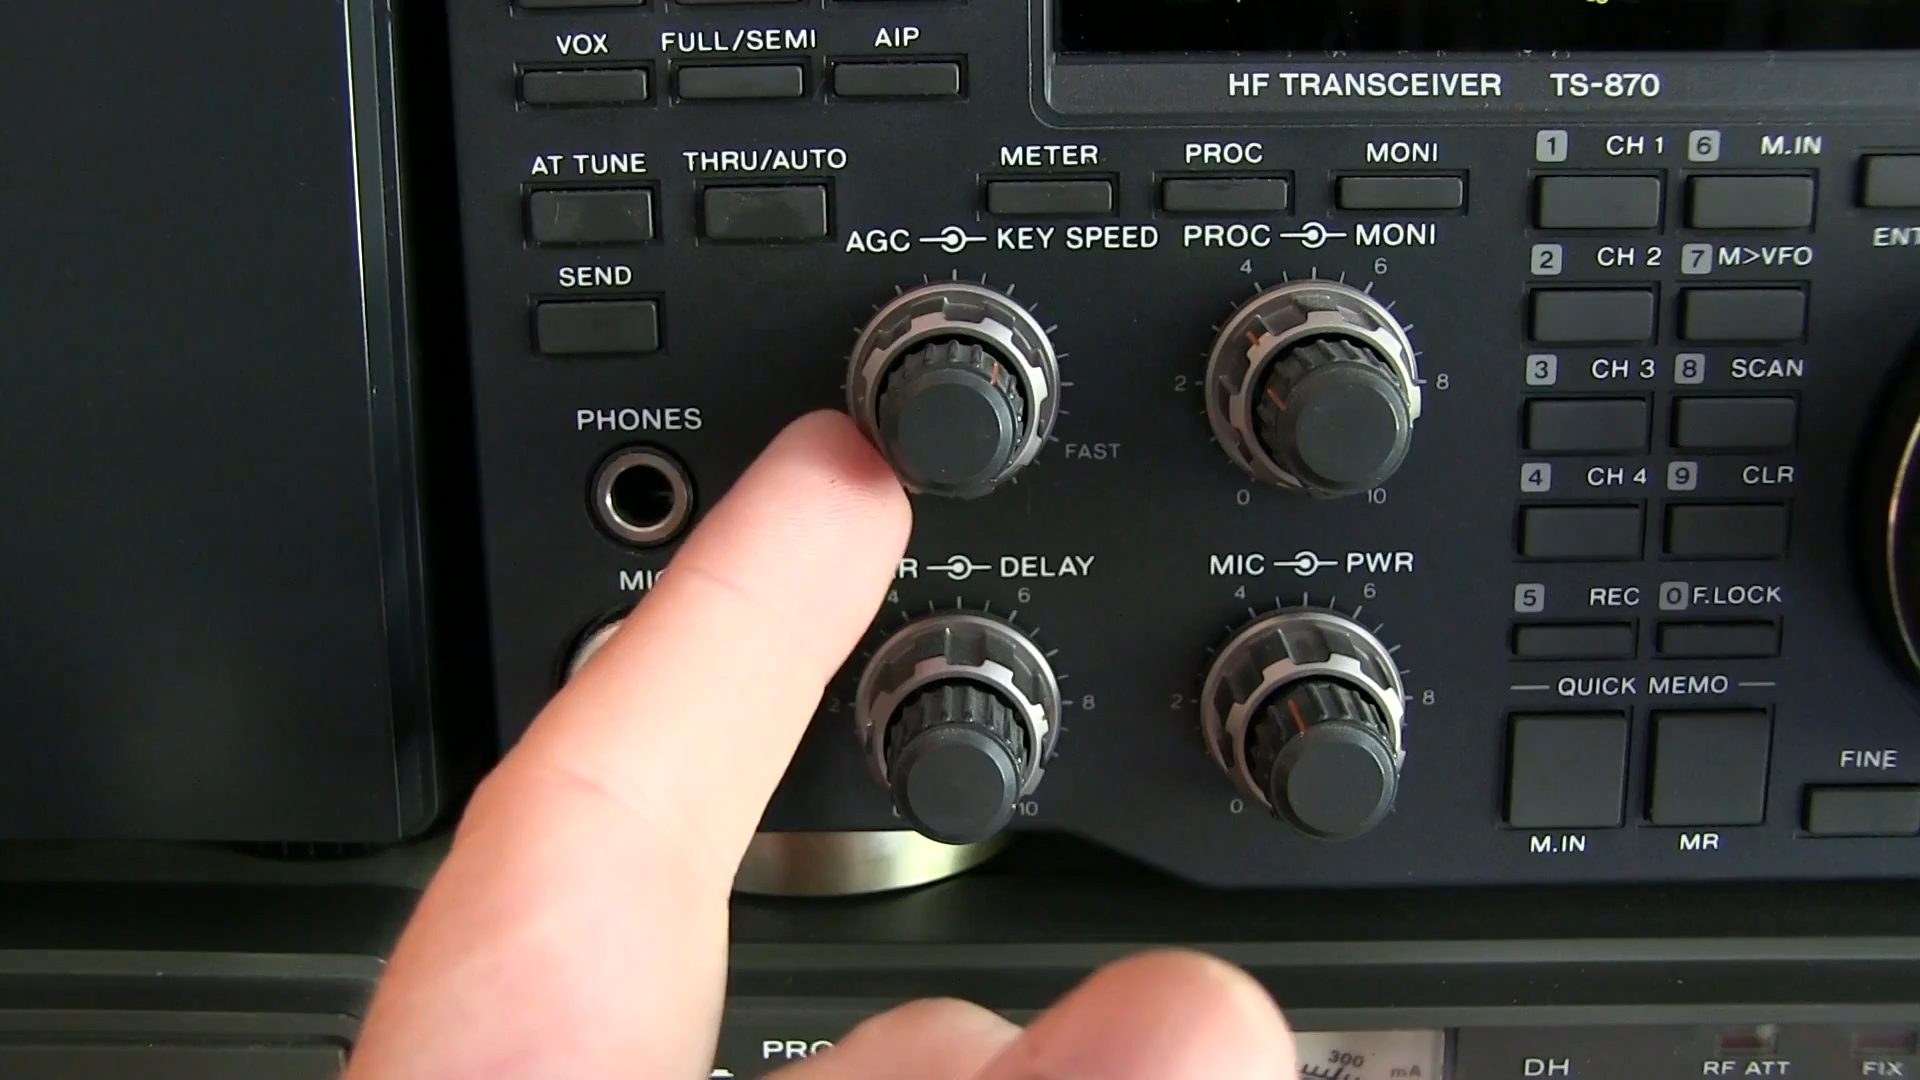 VOX FULL/SEMI AIP
HF TRANSCEIVER TS-870
AT TUNE THRU/AUTO METER PROC MONI
1 CH 1 6 M.IN
AGC KEY SPEED PROC MONI
ENT
SEND
4 6
2 CH 2 7 M>VFO
2 8
3 CH 3 8 SCAN
PHONES
FAST
0 10
4 CH 4 9 CLR
MIC
R DELAY MIC PWR
4 6 4 6
5 REC 0 F.LOCK
2 8 2 8
QUICK MEMO
10 0
FINE
M.IN MR
PRO
300
mA
DH RF ATT FIX